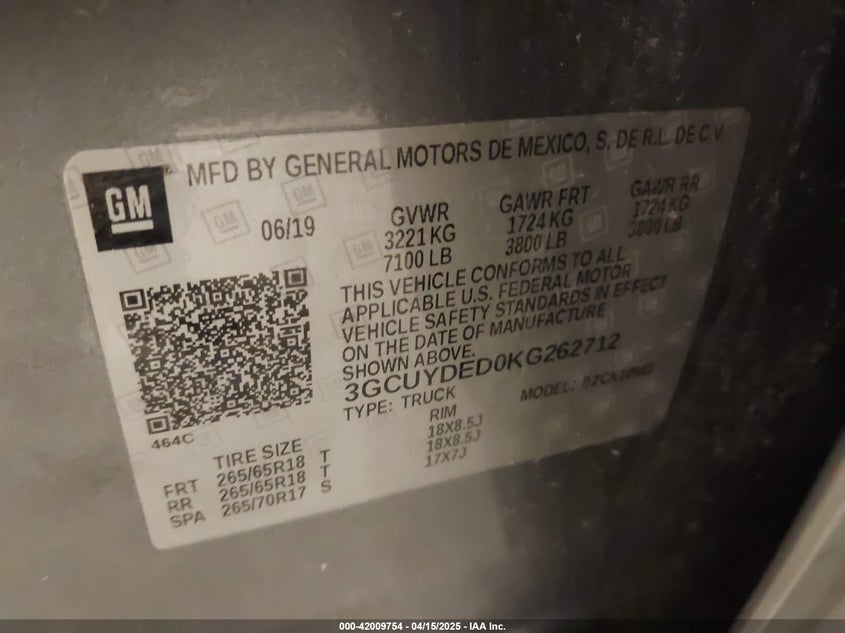 GM
MFD BY GENERAL MOTORS DE MEXICO, S. DE R.L. DE C.V
06/19
GVWR
3221 KG
7100 LB
GAWR FRT
1724 KG
3800 LB
GAWR RR
1724 KG
3800 LB
THIS VEHICLE CONFORMS TO ALL
APPLICABLE U.S. FEDERAL MOTOR
VEHICLE SAFETY STANDARDS IN EFFECT
ON THE DATE OF MANUFACTURE
SHOWN ABOVE.
3GCUYDED0KG262712
TYPE: TRUCK
MODEL:
464C
TIRE SIZE
RIM
FRT 265/65R18 T 18X8.5J
RR 265/65R18 T 18X8.5J
SPA 265/70R17 S 17X7J
000-42009754 - 04/15/2025 - IAA Inc.